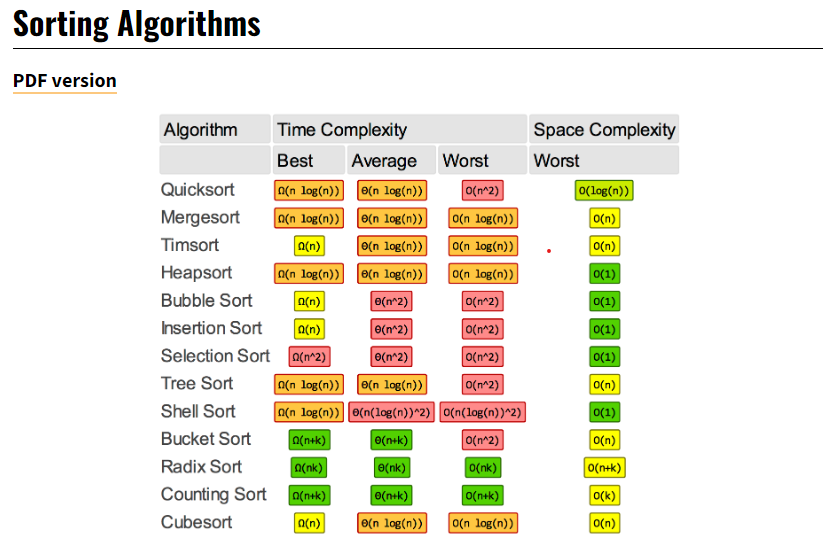 Sorting Algorithms
PDF version
Algorithm Time Complexity Space Complexity
Best Average Worst Worst
Quicksort Ω(n log(n)) Θ(n log(n)) O(n^2) O(log(n))
Mergesort Ω(n log(n)) Θ(n log(n)) O(n log(n)) O(n)
Timsort Ω(n) Θ(n log(n)) O(n log(n)) O(n)
Heapsort Ω(n log(n)) Θ(n log(n)) O(n log(n)) O(1)
Bubble Sort Ω(n) Θ(n^2) O(n^2) O(1)
Insertion Sort Ω(n) Θ(n^2) O(n^2) O(1)
Selection Sort Ω(n^2) Θ(n^2) O(n^2) O(1)
Tree Sort Ω(n log(n)) Θ(n log(n)) O(n^2) O(n)
Shell Sort Ω(n log(n)) Θ(n(log(n))^2) O(n(log(n))^2) O(1)
Bucket Sort Ω(n+k) Θ(n+k) O(n^2) O(n)
Radix Sort Ω(nk) Θ(nk) O(nk) O(n+k)
Counting Sort Ω(n+k) Θ(n+k) O(n+k) O(k)
Cubesort Ω(n) Θ(n log(n)) O(n log(n)) O(n)